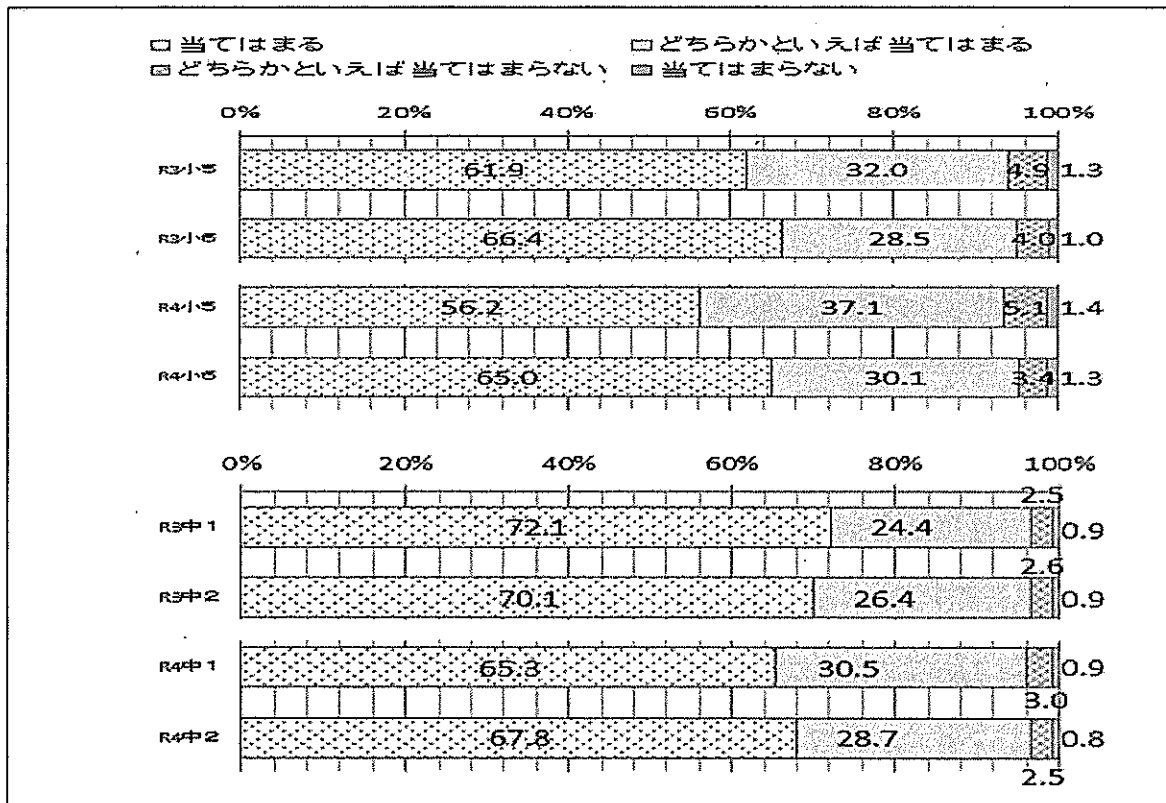 □当てはまる □どちらかといえば当てはまる
□どちらかといえば当てはまらない □当てはまらない
0% 20% 40% 60% 80% 100%
R3小5 61.9 32.0 4.9 1.3
R3小6 66.4 28.5 4.0 1.0
R4小5 56.2 37.1 5.1 1.4
R4小6 65.0 30.1 3.4 1.3
0% 20% 40% 60% 80% 100%
2.5
R3中1 72.1 24.4 0.9
2.6
R3中2 70.1 26.4 0.9
R4中1 65.3 30.5 0.9
3.0
R4中2 67.8 28.7 0.8
2.5